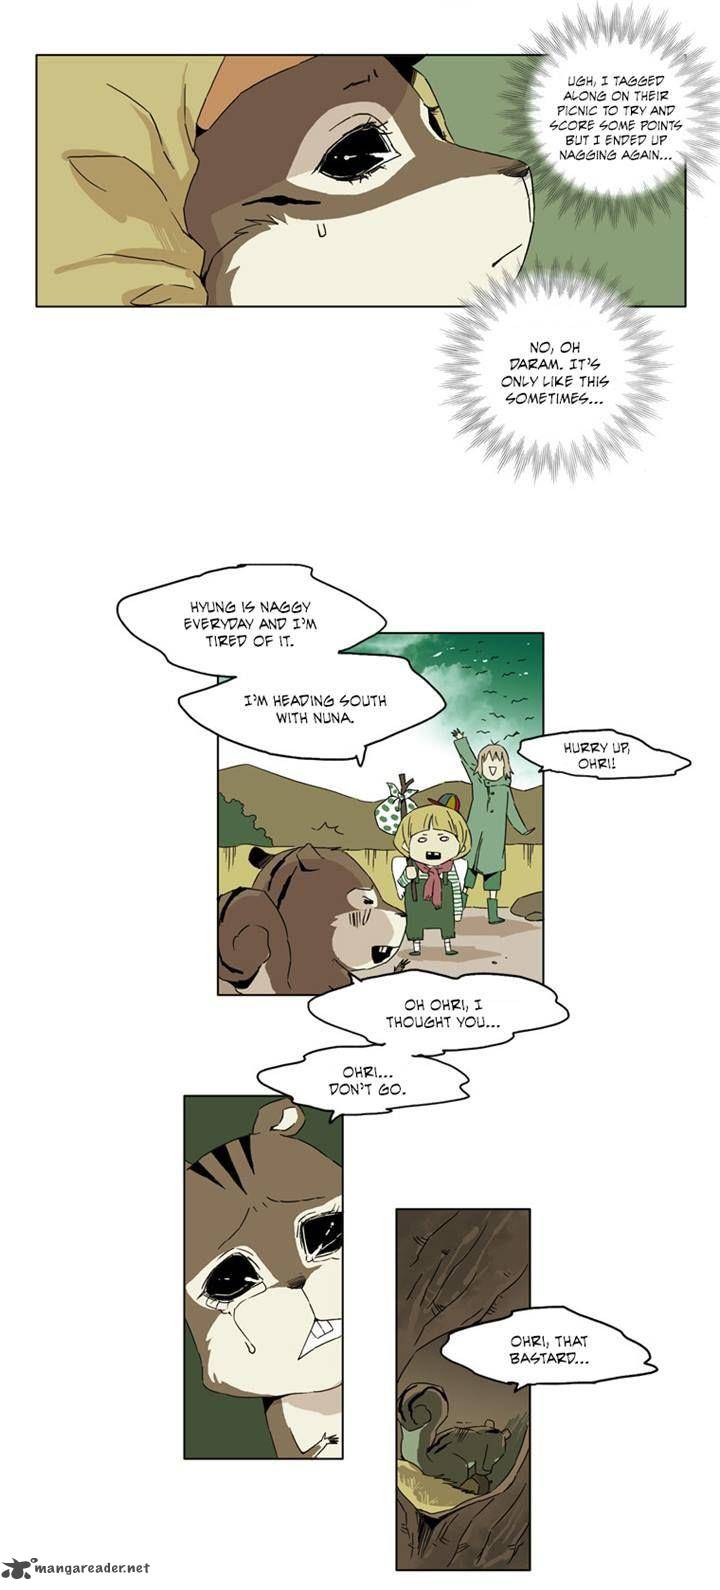 UGH, I TAGGED
ALONG ON THEIR
PICNIC TO TRY AND
SCORE SOME POINTS
BUT I ENDED UP
NAGGING AGAIN...
NO, OH
DARAM. IT'S
ONLY LIKE THIS
SOMETIMES...
HYUNG IS NAGGY
EVERYDAY AND I'M
TIRED OF IT.
I'M HEADING SOUTH
WITH NUNA.
HURRY UP,
OHRI!
OH OHRI, I
THOUGHT YOU...
OHRI...
DON'T GO.
OHRI, THAT
BASTARD...
mangareader.net